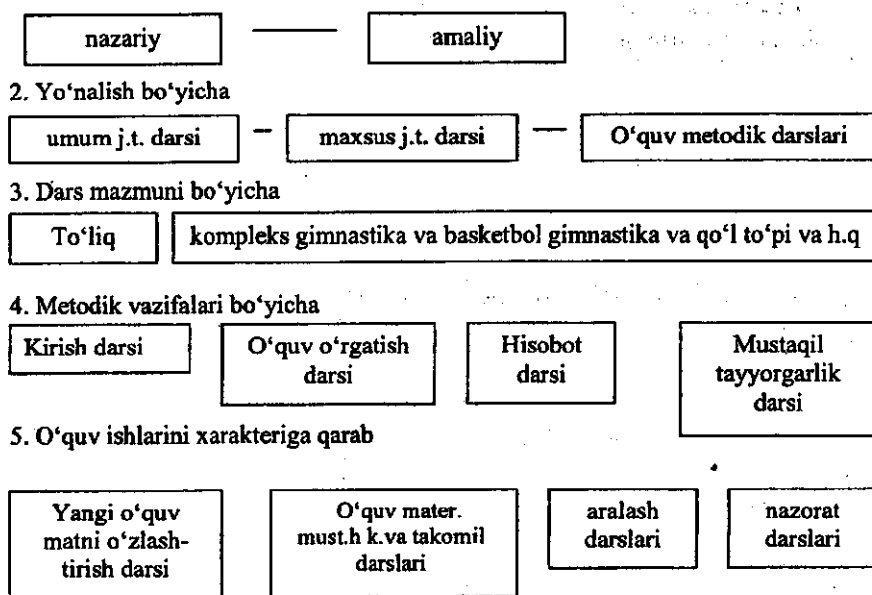 nazariy
amaliy
2. Yo‘nalish bo‘yicha
umum j.t. darsi
maxsus j.t. darsi
O‘quv metodik darslari
3. Dars mazmuni bo‘yicha
To‘liq
kompleks gimnastika va basketbol gimnastika va qo‘l to‘pi va h.q
4. Metodik vazifalari bo‘yicha
Kirish darsi
O‘quv o‘rgatish
darsi
Hisobot
darsi
Mustaqil
tayyorgarlik
darsi
5. O‘quv ishlarini xarakteriga qarab
Yangi o‘quv
matni o‘zlash-
tirish darsi
O‘quv mater.
must.h k.va takomil
darslari
aralash
darslari
nazorat
darslari